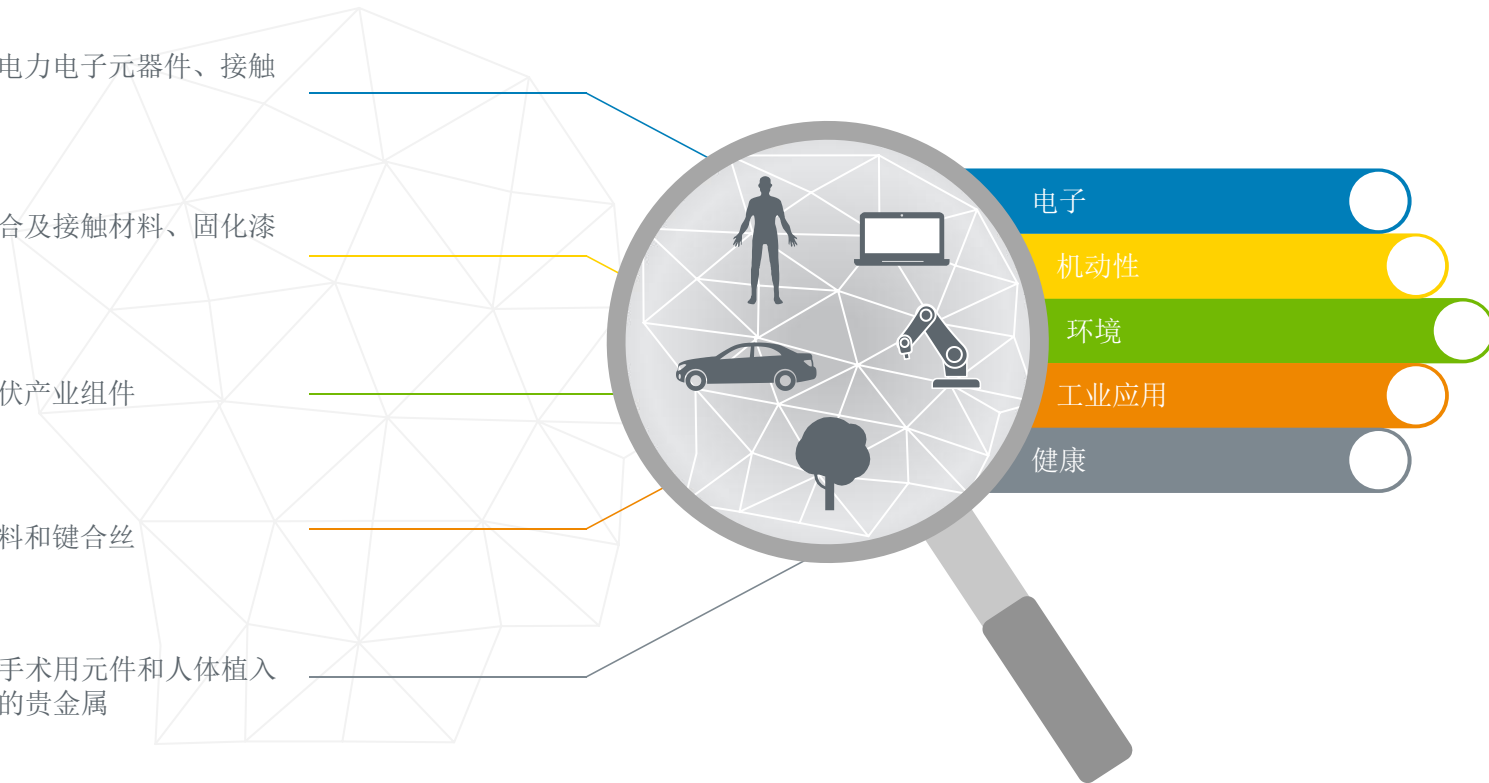 电力电子元器件、接触
合及接触材料、固化漆
伏产业组件
料和键合丝
手术用元件和人体植入
的贵金属
电子
机动性
环境
工业应用
健康